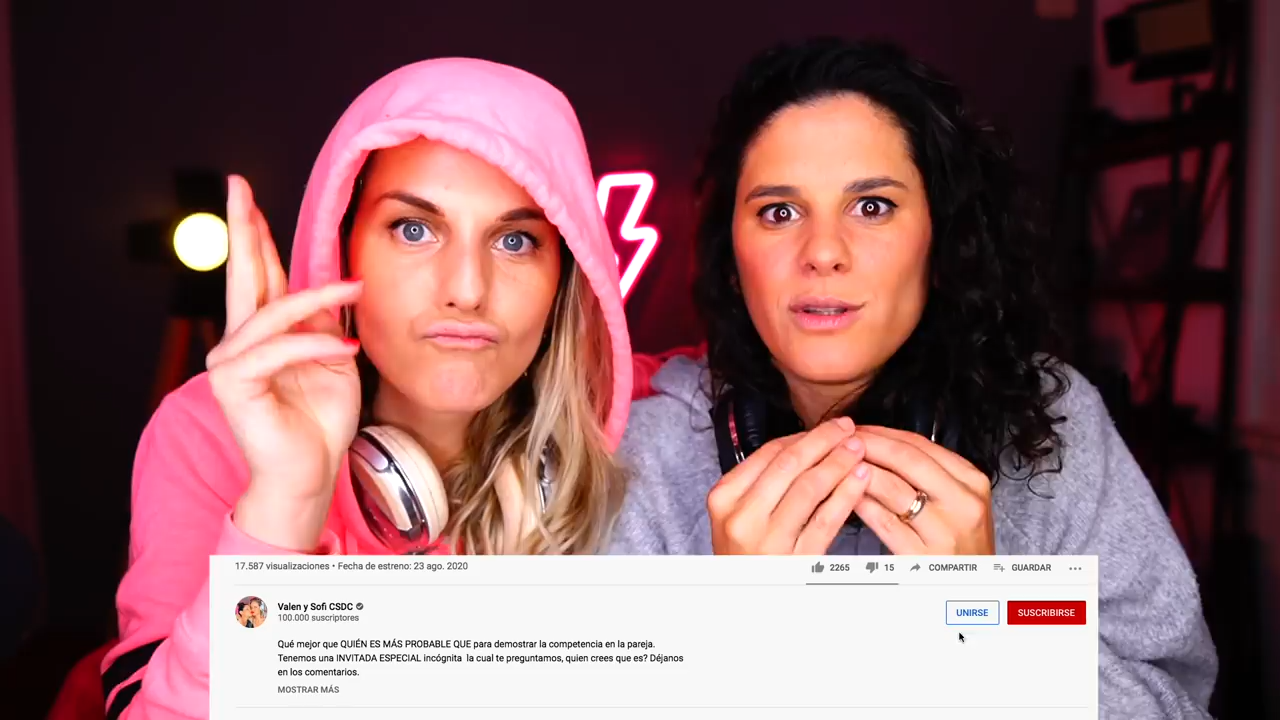 17.587 visualizaciones • Fecha de estreno: 23 ago. 2020
2265
15
COMPARTIR
GUARDAR
Valen y Sofi CSDC
100.000 suscriptores
UNIRSE
SUSCRIBIRSE
Qué mejor que QUIÉN ES MÁS PROBABLE QUE para demostrar la competencia en la pareja.
Tenemos una INVITADA ESPECIAL incógnita  la cual te preguntamos, quien crees que es? Déjanos
en los comentarios.
MOSTRAR MÁS